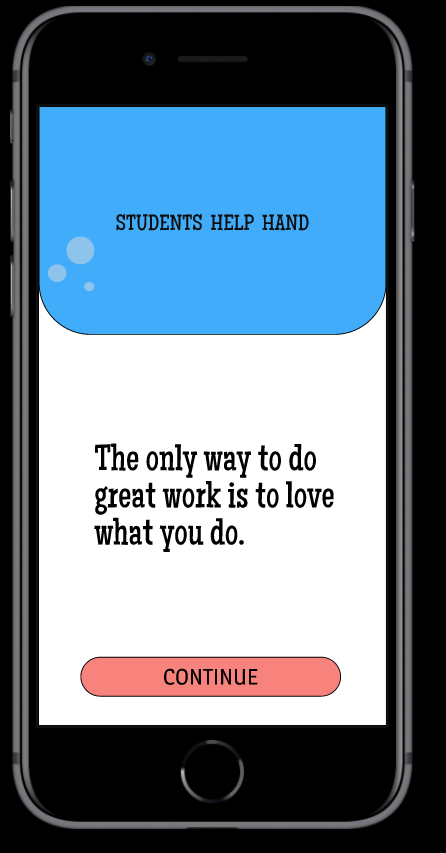 STUDENTS HELP HAND
The only way to do
great work is to love
what you do.
CONTINUE